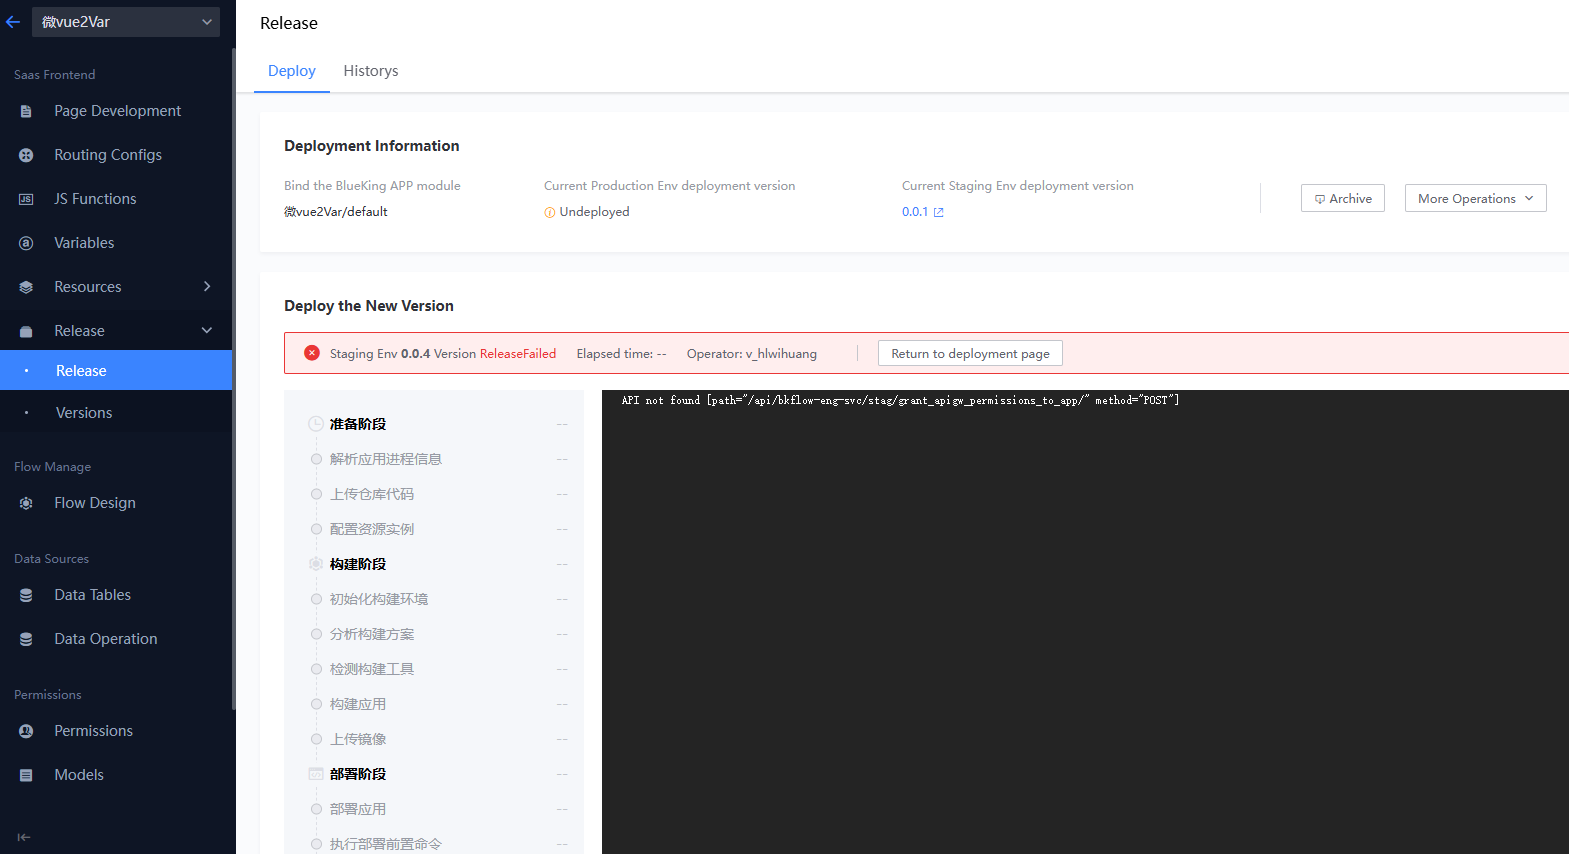 微vue2Var
Saas Frontend
Page Development
Routing Configs
JS Functions
Variables
Resources
Release
Release
Versions
Flow Manage
Flow Design
Data Sources
Data Tables
Data Operation
Permissions
Permissions
Models
Release
Deploy Historys
Deployment Information
Bind the BlueKing APP module Current Production Env deployment version Current Staging Env deployment version
微vue2Var/default Undeployed 0.0.1
Archive More Operations
Deploy the New Version
Staging Env 0.0.4 Version ReleaseFailed Elapsed time: -- Operator: v_hlwihuang Return to deployment page
准备阶段 --
解析应用进程信息 --
上传仓库代码 --
配置资源实例 --
构建阶段 --
初始化构建环境 --
分析构建方案 --
检测构建工具 --
构建应用 --
上传镜像 --
部署阶段 --
部署应用 --
执行部署前置命令 --
API not found [path="/api/bkflow-eng-svc/stag/grant_apigw_permissions_to_app/" method="POST"]